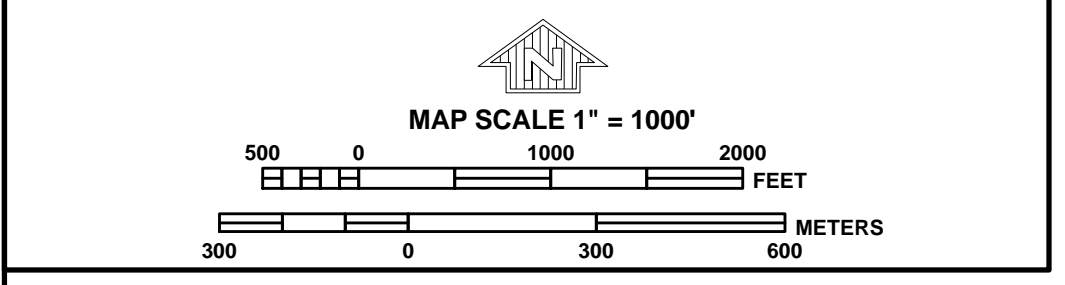 N
MAP SCALE 1" = 1000'
500 0 1000 2000
FEET
METERS
300 0 300 600